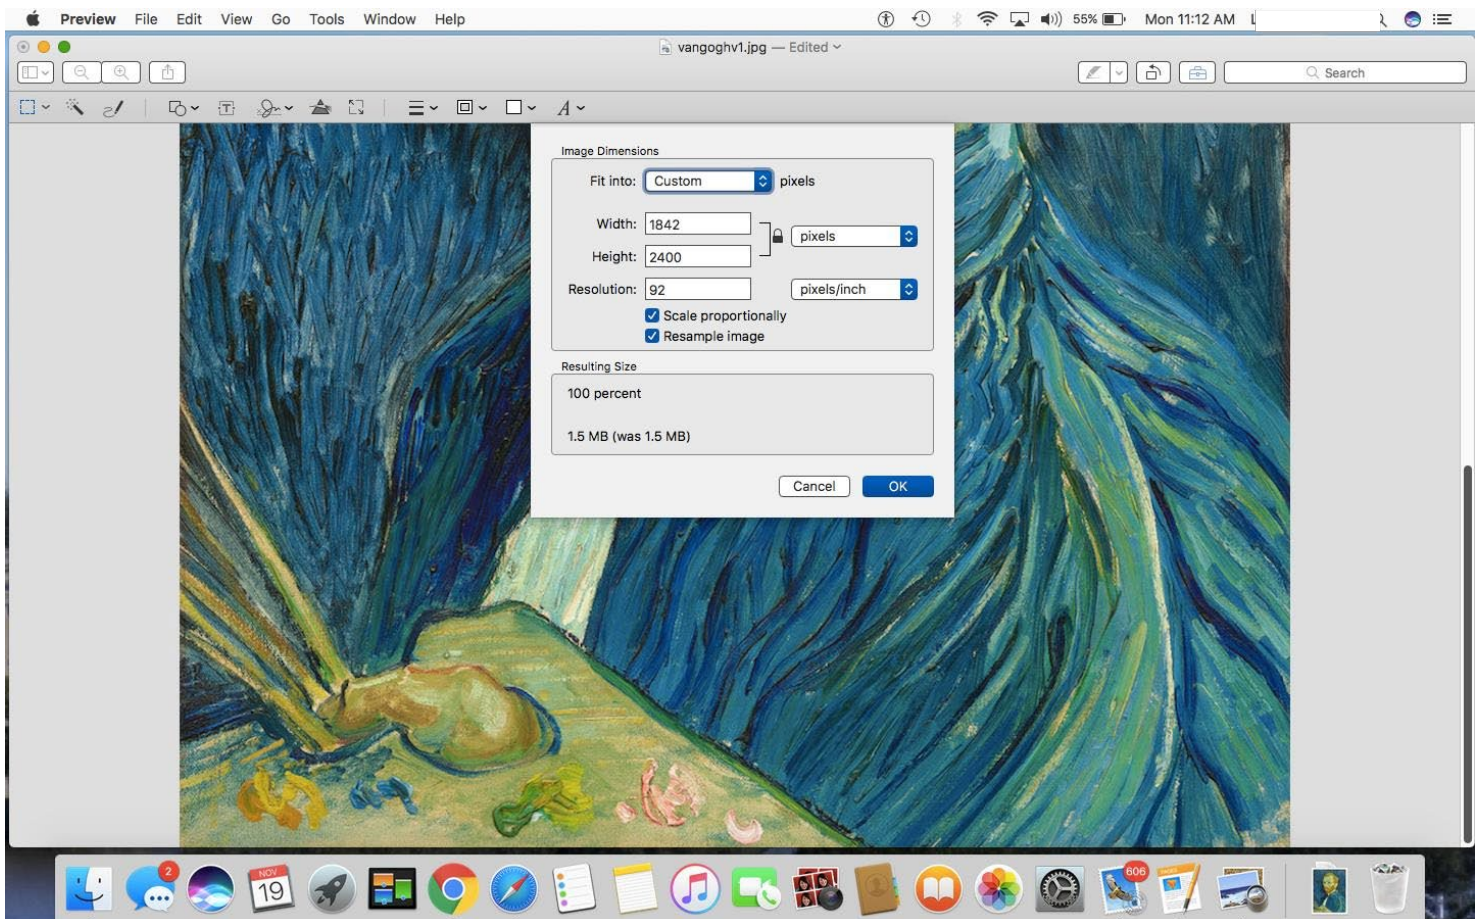 Preview File Edit View Go Tools Window Help 55% Mon 11:12 AM
vangoghv1.jpg — Edited
Search
T A
Image Dimensions
Fit into: Custom pixels
Width: 1842 pixels
Height: 2400
Resolution: 92 pixels/inch
Scale proportionally
Resample image
Resulting Size
100 percent
1.5 MB (was 1.5 MB)
Cancel OK
2 NOV 606
19